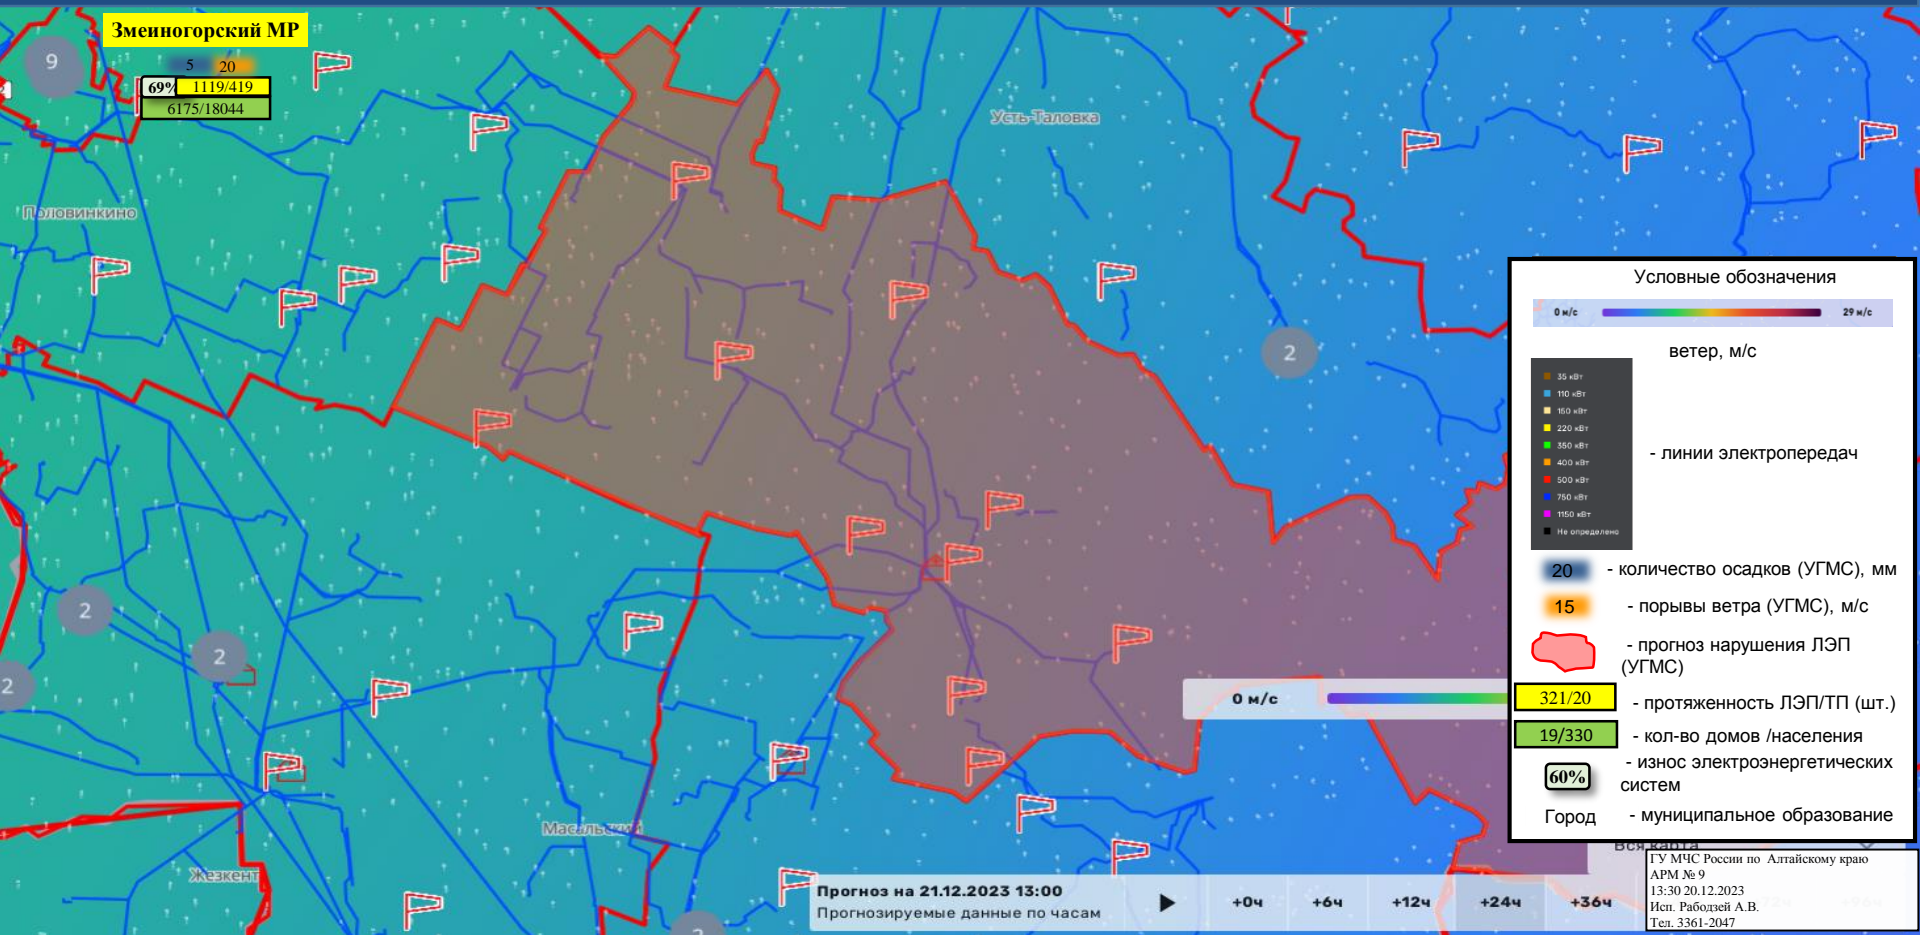 Змеиногорский МР
9
5 20
69% 1119/419
6175/18044
Усть-Таловка
Половинкино
2
2
2
2
Масальский
Жезкент
0 м/с
Условные обозначения
0 м/с 29 м/с
ветер, м/с
35 кВт
110 кВт
150 кВт
220 кВт
350 кВт
400 кВт
500 кВт
750 кВт
1150 кВт
Не определено
- линии электропередач
20 - количество осадков (УГМС), мм
15 - порывы ветра (УГМС), м/с
- прогноз нарушения ЛЭП
(УГМС)
321/20 - протяженность ЛЭП/ТП (шт.)
19/330 - кол-во домов /населения
60% - износ электроэнергетических
систем
Город - муниципальное образование
Вся карта
Прогноз на 21.12.2023 13:00
Прогнозируемые данные по часам
+0ч +6ч +12ч +24ч +36ч
ГУ МЧС России по Алтайскому краю
АРМ № 9
13:30 20.12.2023
Исп. Рабодзей А.В.
Тел. 3361-2047